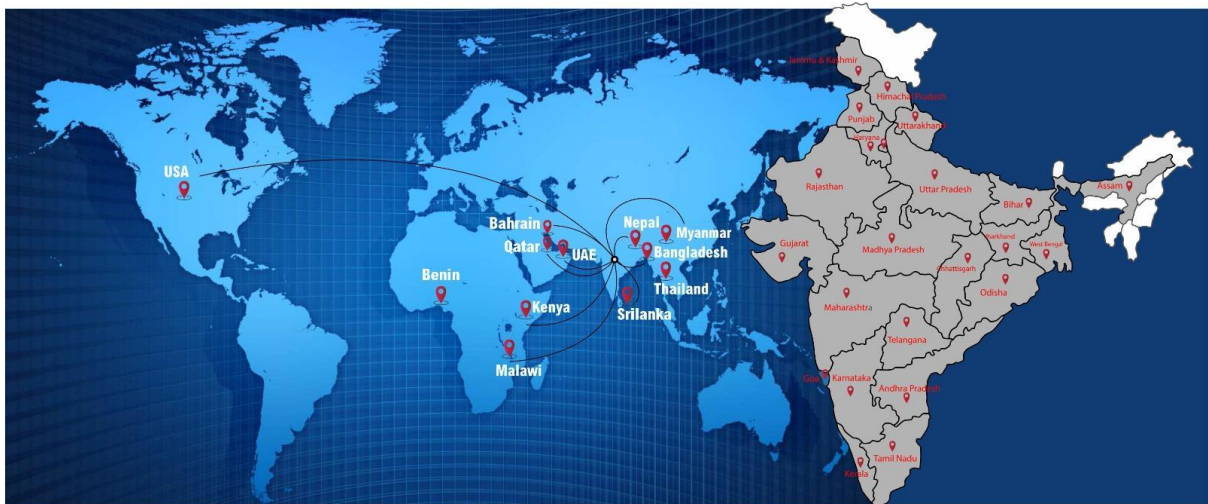 USA
Bahrain
Qatar
UAE
Nepal
Myanmar
Bangladesh
Thailand
Srilanka
Benin
Kenya
Malawi
Jammu & Kashmir
Himachal Pradesh
Punjab
Uttarakhand
Haryana
Rajasthan
Uttar Pradesh
Bihar
Assam
Gujarat
Madhya Pradesh
Jharkhand
West Bengal
Chhattisgarh
Odisha
Maharashtra
Telangana
Goa
Karnataka
Andhra Pradesh
Tamil Nadu
Kerala